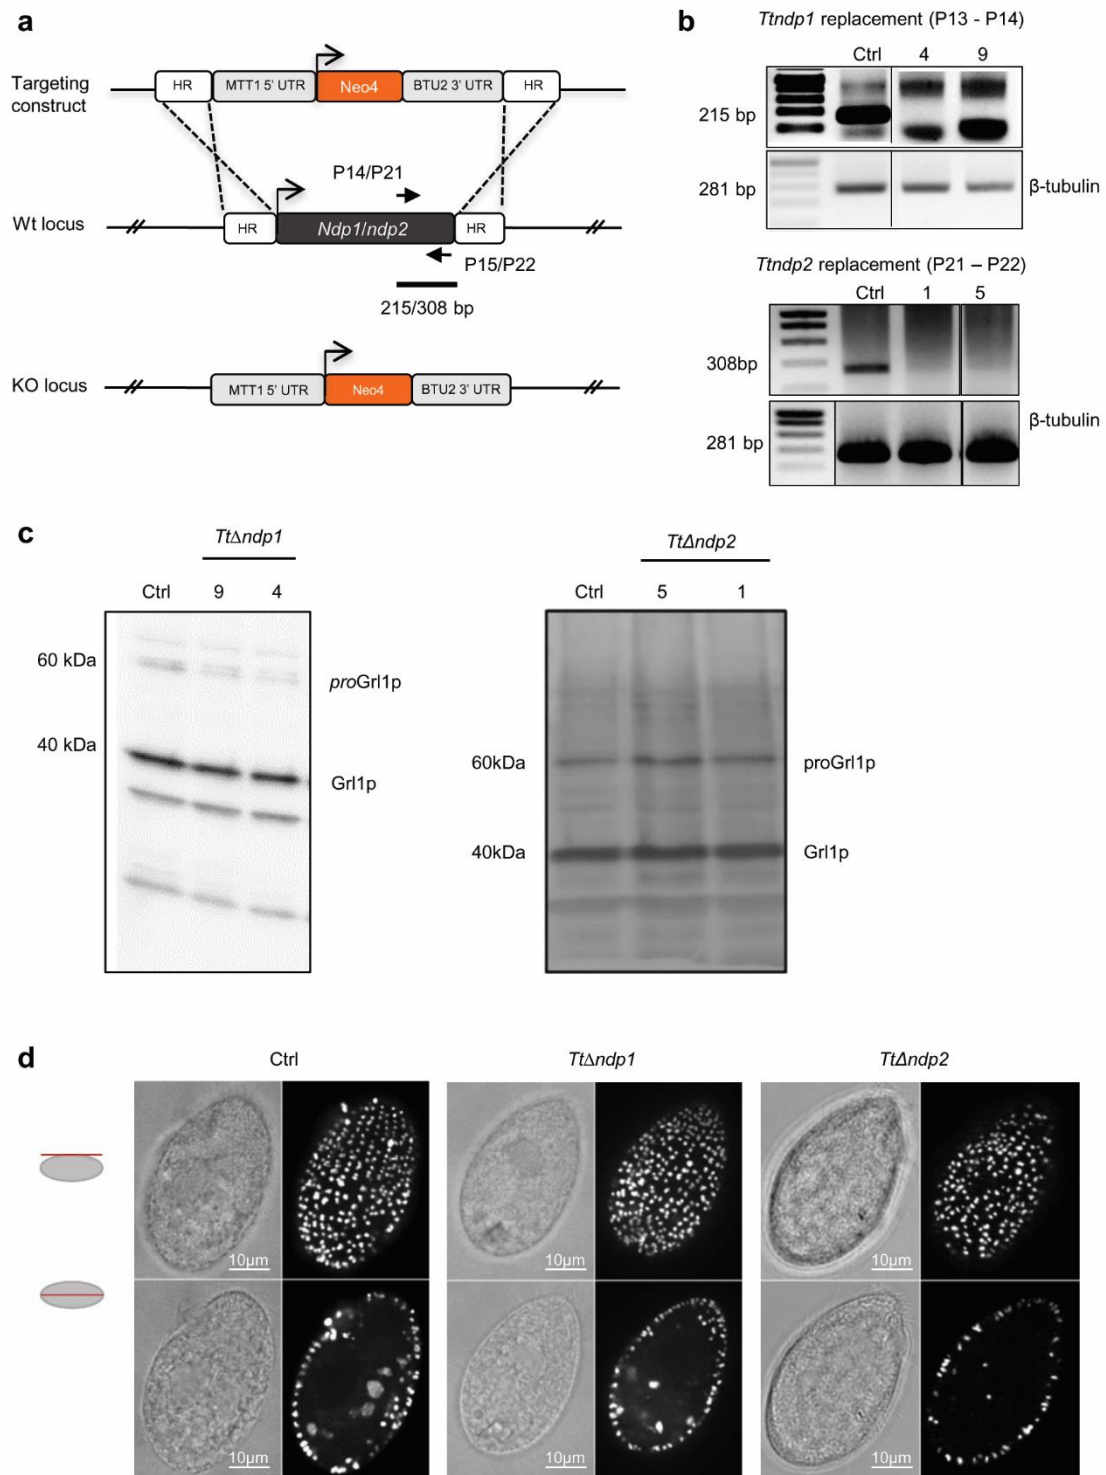 a
Targeting construct
HR
MTT1 5' UTR
Neo4
BTU2 3' UTR
HR
P14/P21
Wt locus
HR
Ndp1/ndp2
HR
P15/P22
215/308 bp
KO locus
MTT1 5' UTR
Neo4
BTU2 3' UTR
b
Ttndp1 replacement (P13 - P14)
Ctrl 4 9
215 bp
281 bp
β-tubulin
Ttndp2 replacement (P21 – P22)
Ctrl 1 5
308bp
β-tubulin
281 bp
c
TtΔndp1
Ctrl 9 4
60 kDa
proGrl1p
40 kDa
Grl1p
TtΔndp2
Ctrl 5 1
60kDa
proGrl1p
40kDa
Grl1p
d
Ctrl
TtΔndp1
TtΔndp2
10µm
10µm
10µm
10µm
10µm
10µm